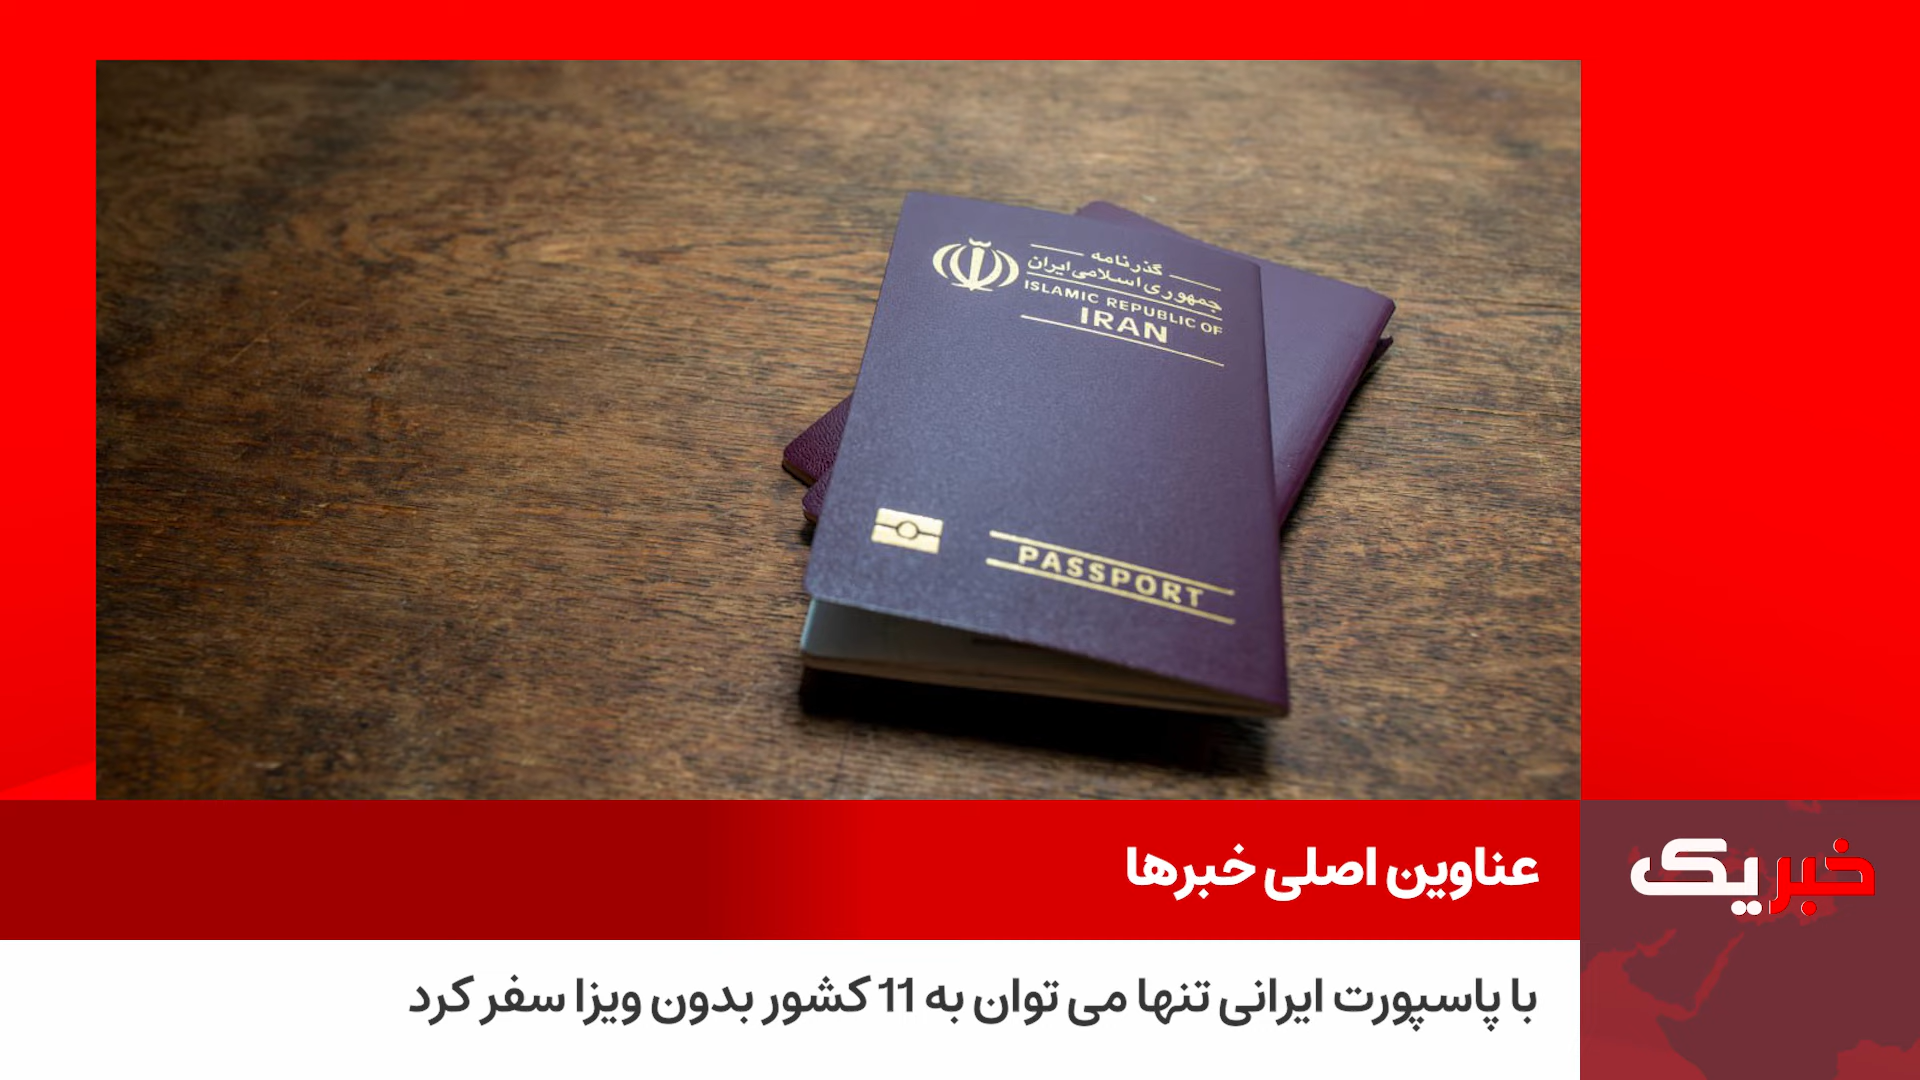 گذرنامه
جمهوری اسلامی ایران
ISLAMIC REPUBLIC OF
IRAN
PASSPORT
عناوین اصلی خبرها
خبریک
با پاسپورت ایرانی تنها می توان به 11 کشور بدون ویزا سفر کرد